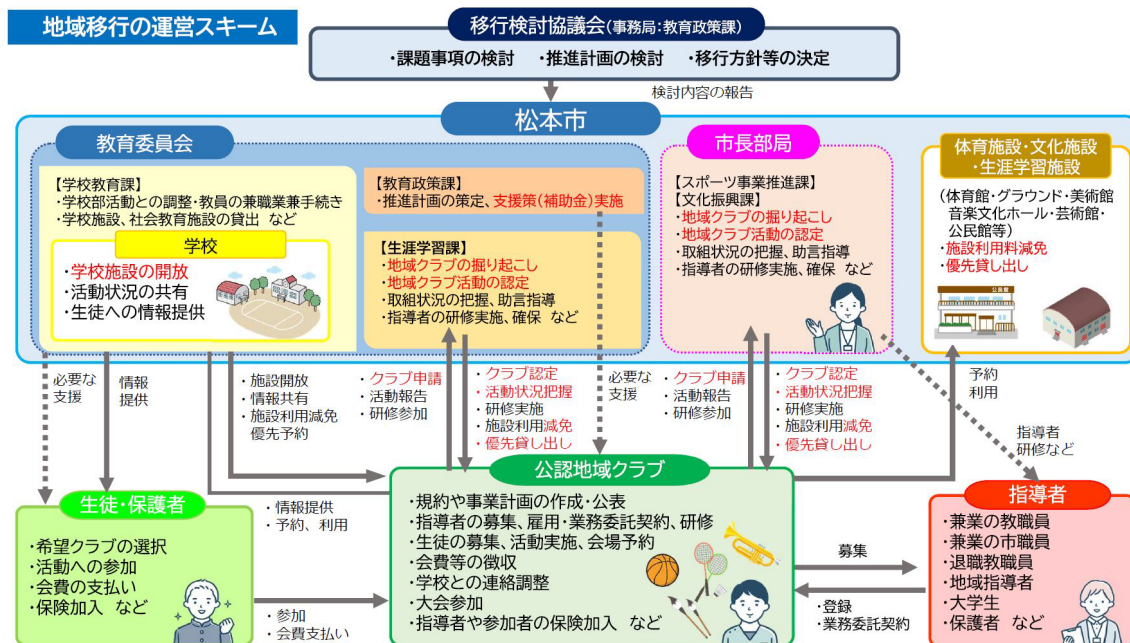 地域移行の運営スキーム
移行検討協議会(事務局:教育政策課)
・課題事項の検討　・推進計画の検討　・移行方針等の決定
検討内容の報告
松本市
教育委員会
【学校教育課】
・学校部活動との調整・教員の兼職業兼手続き
・学校施設、社会教育施設の貸出 など
学校
・学校施設の開放
・活動状況の共有
・生徒への情報提供
【教育政策課】
・推進計画の策定、支援策(補助金)実施
【生涯学習課】
・地域クラブの掘り起こし
・地域クラブ活動の認定
・取組状況の把握、助言指導
・指導者の研修実施、確保 など
市長部局
【スポーツ事業推進課】
【文化振興課】
・地域クラブの掘り起こし
・地域クラブ活動の認定
・取組状況の把握、助言指導
・指導者の研修実施、確保 など
体育施設・文化施設
・生涯学習施設
(体育館・グラウンド・美術館
音楽文化ホール・芸術館・
公民館等)
・施設利用料減免
・優先貸し出し
公民館
必要な
支援
情報
提供
・施設開放
・情報共有
・施設利用減免
優先予約
・クラブ申請
・活動報告
・研修参加
・クラブ認定
・活動状況把握
・研修実施
・施設利用減免
・優先貸し出し
必要な
支援
・クラブ申請
・活動報告
・研修参加
・クラブ認定
・活動状況把握
・研修実施
・施設利用減免
・優先貸し出し
予約
利用
指導者
研修など
生徒・保護者
・希望クラブの選択
・活動への参加
・会費の支払い
・保険加入 など
・情報提供
・予約、利用
・参加
・会費支払い
公認地域クラブ
・規約や事業計画の作成・公表
・指導者の募集、雇用・業務委託契約、研修
・生徒の募集、活動実施、会場予約
・会費等の徴収
・学校との連絡調整
・大会参加
・指導者や参加者の保険加入 など
募集
・登録
・業務委託契約
指導者
・兼業の教職員
・兼業の市職員
・退職教職員
・地域指導者
・大学生
・保護者 など